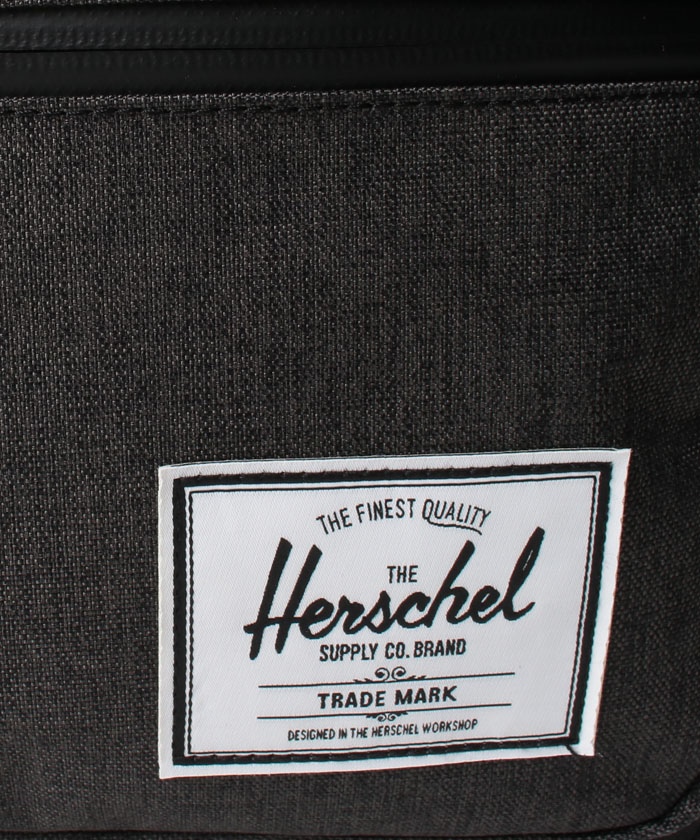 THE FINEST QUALITY
THE
Herschel
SUPPLY CO. BRAND
TRADE MARK
DESIGNED IN THE HERSCHEL WORKSHOP